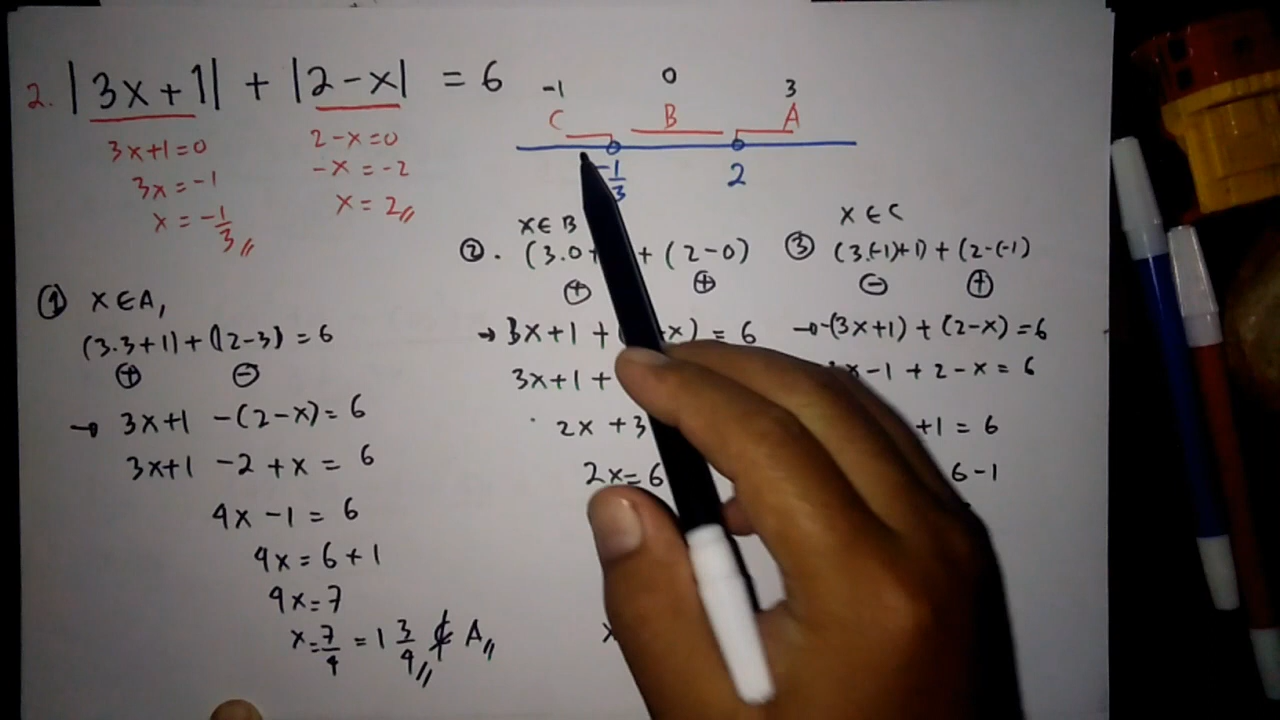 2. |3x+1| + |2-x| = 6
3x+1=0
3x = -1
x = -1/3 //
2-x=0
-x = -2
x = 2 //
-1 0 3
C B A
-1/3 2
① x ∈ A,
(3.3+1) + (2-3) = 6
⊕ ⊖
→ 3x+1 -(2-x) = 6
3x+1 -2 +x = 6
4x -1 = 6
4x = 6 + 1
4x = 7
x = 7/4 = 1 3/4 // ∉ A //
x ∈ B
②. (3.0+ + (2-0)
⊕ ⊕
→ 3x+1 + x) = 6
3x+1 +
2x + 3
2x = 6
x ∈ C
③ (3.(-1)+1) + (2-(-1)
⊖ ⊕
→ -(3x+1) + (2-x) = 6
x -1 + 2 -x = 6
+1 = 6
6 -1
x